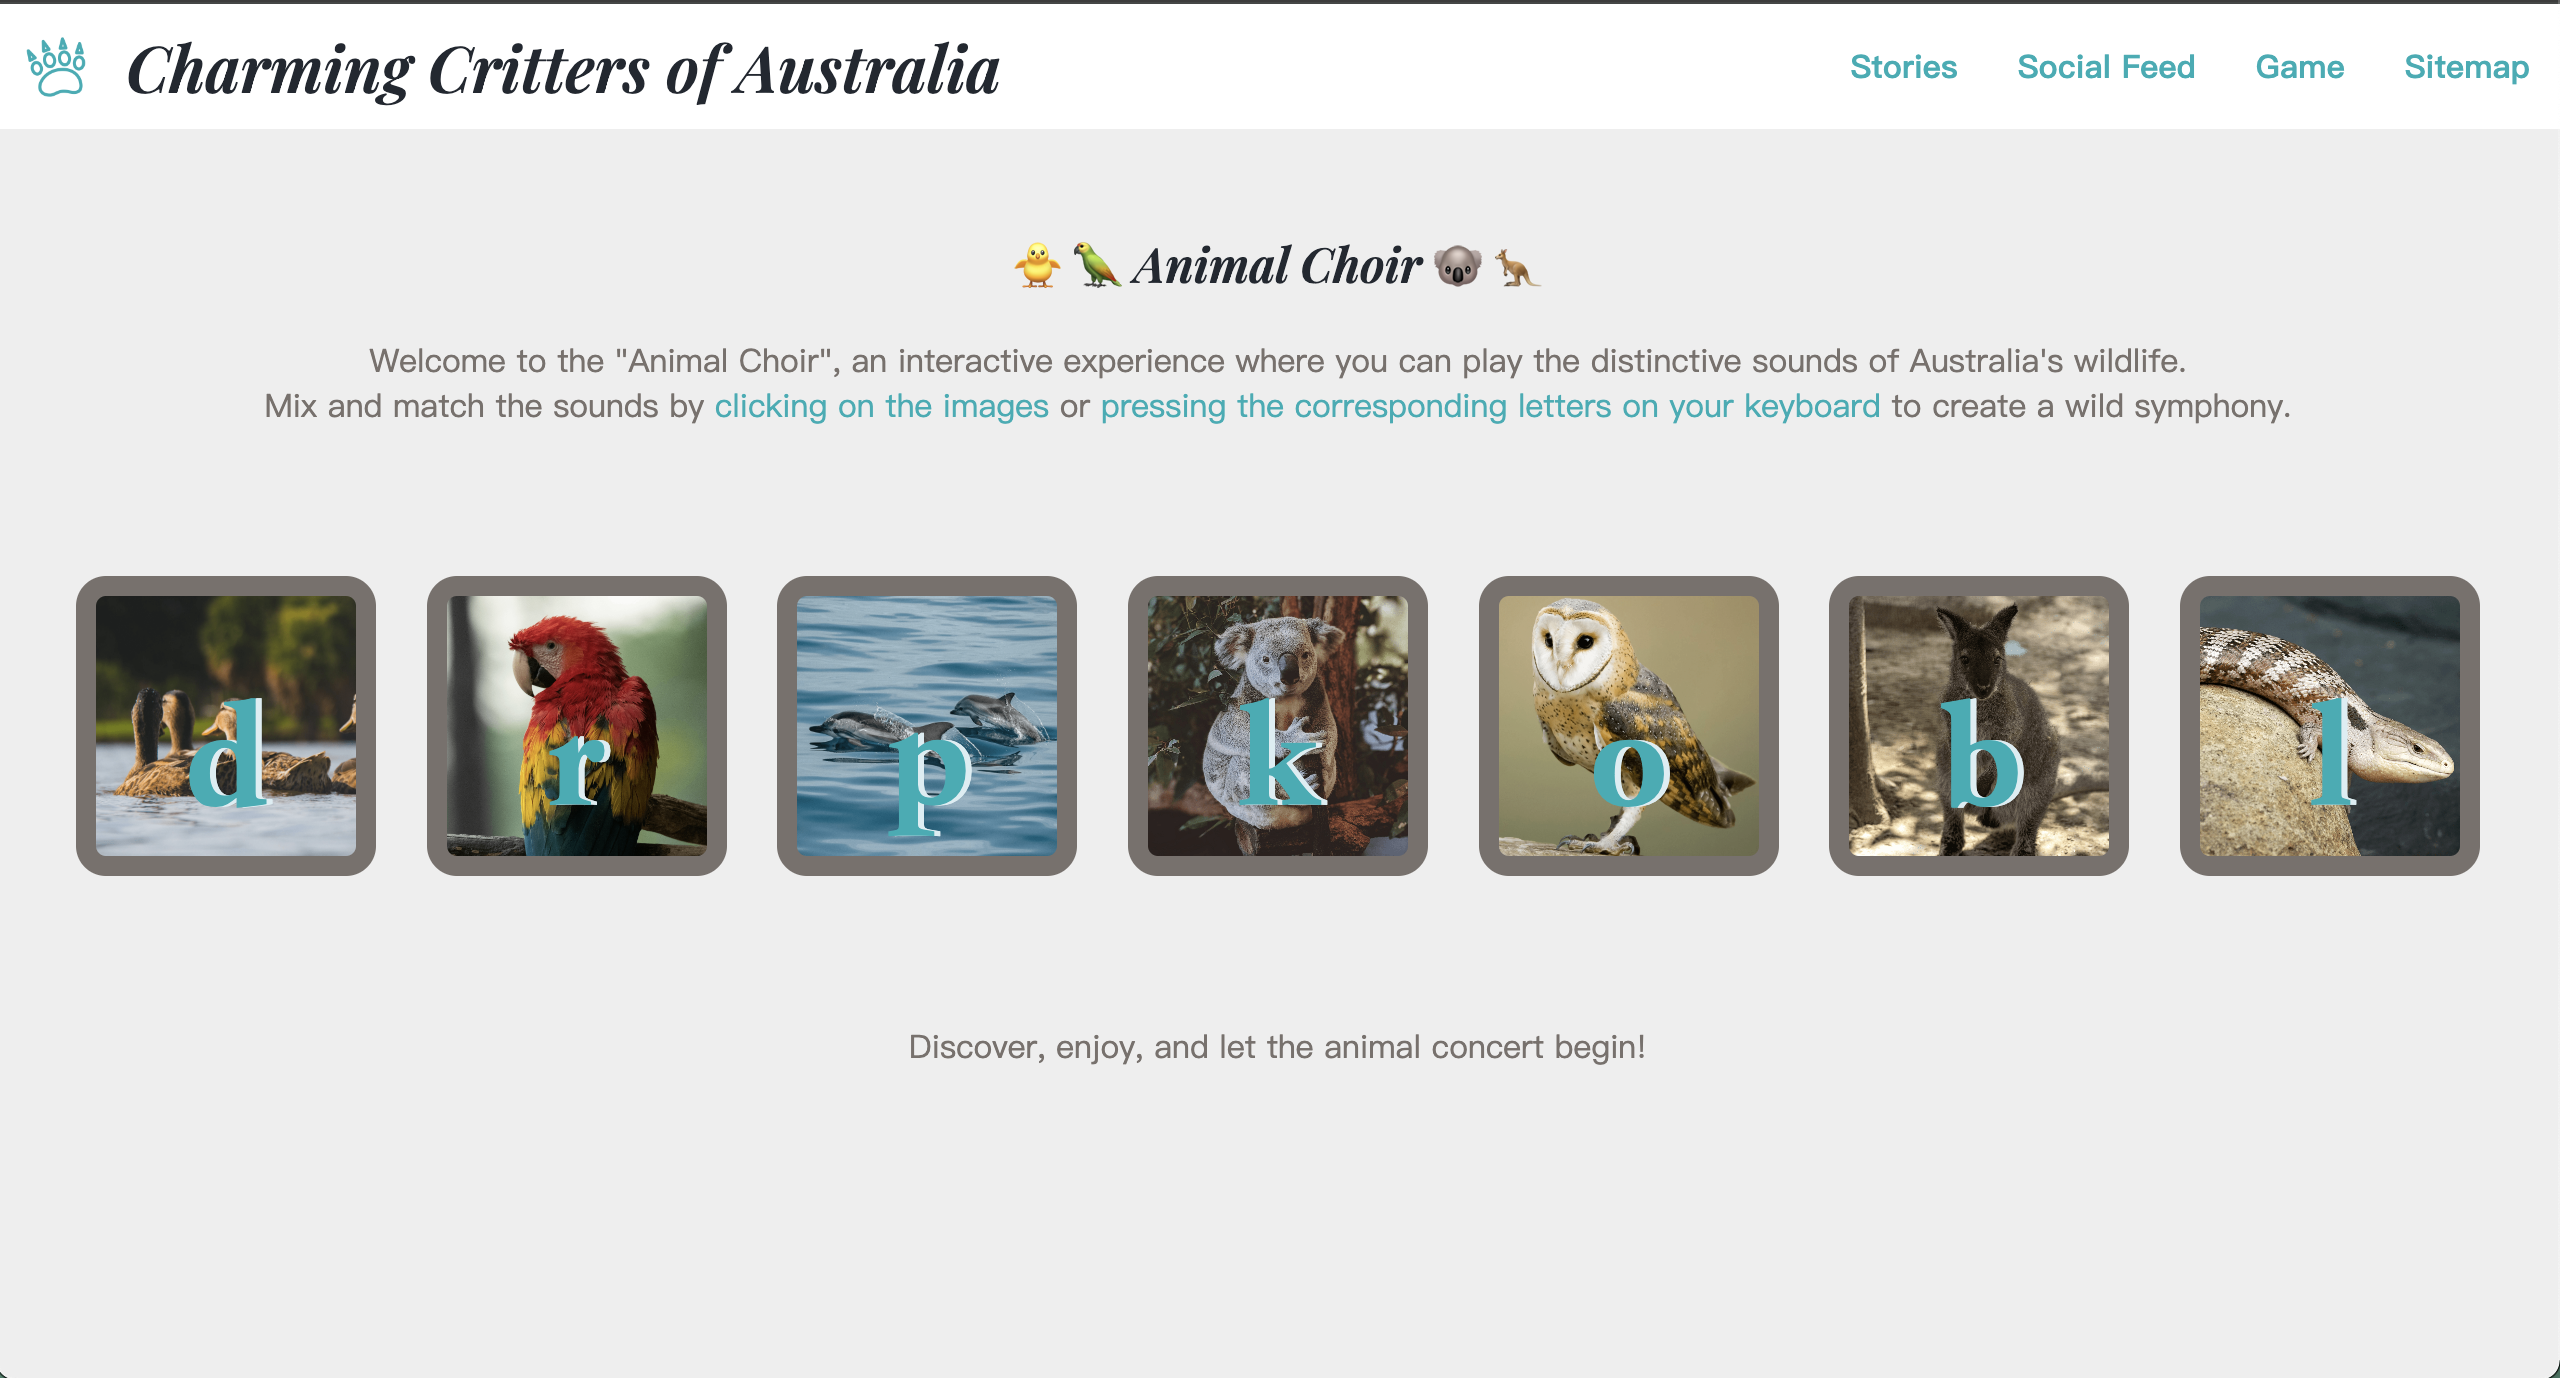 Charming Critters of Australia
Stories Social Feed Game Sitemap
🐥 🦜 Animal Choir 🐨 🦘
Welcome to the "Animal Choir", an interactive experience where you can play the distinctive sounds of Australia's wildlife.
Mix and match the sounds by clicking on the images or pressing the corresponding letters on your keyboard to create a wild symphony.
d r p k o b l
Discover, enjoy, and let the animal concert begin!